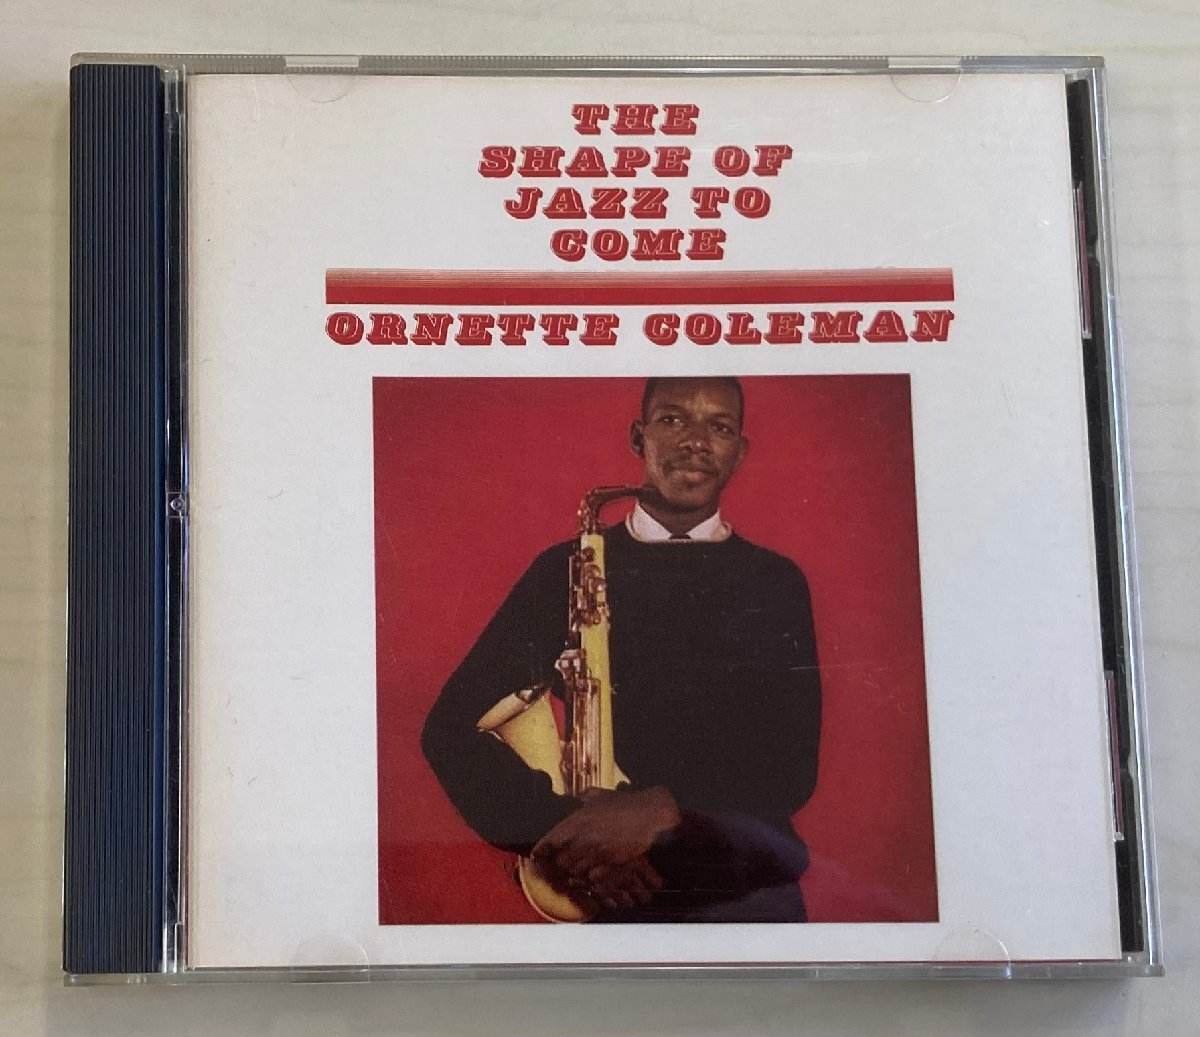 THE
SHAPE OF
JAZZ TO
COME
ORNETTE COLEMAN